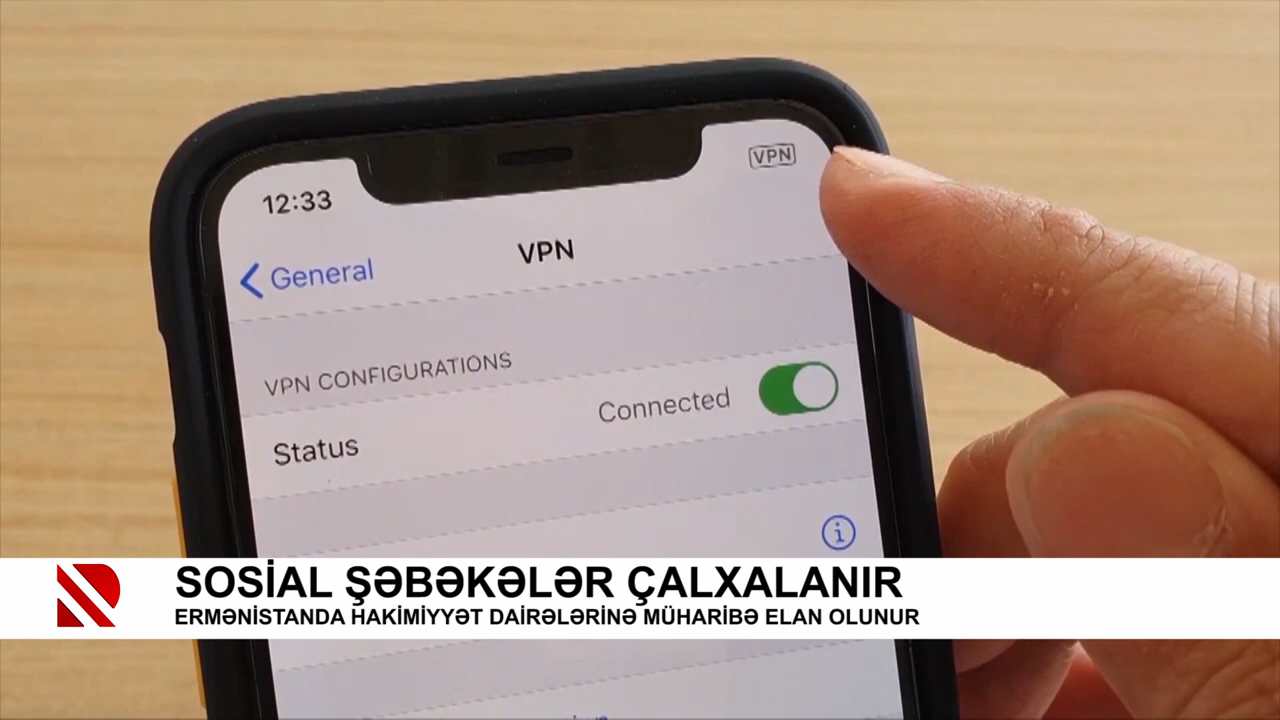 12:33
VPN
General
VPN
VPN CONFIGURATIONS
Status
Connected
SOSİAL ŞƏBƏKƏLƏR ÇALXALANIR
ERMƏNİSTANDA HAKİMİYYƏT DAİRƏLƏRİNƏ MÜHARİBƏ ELAN OLUNUR